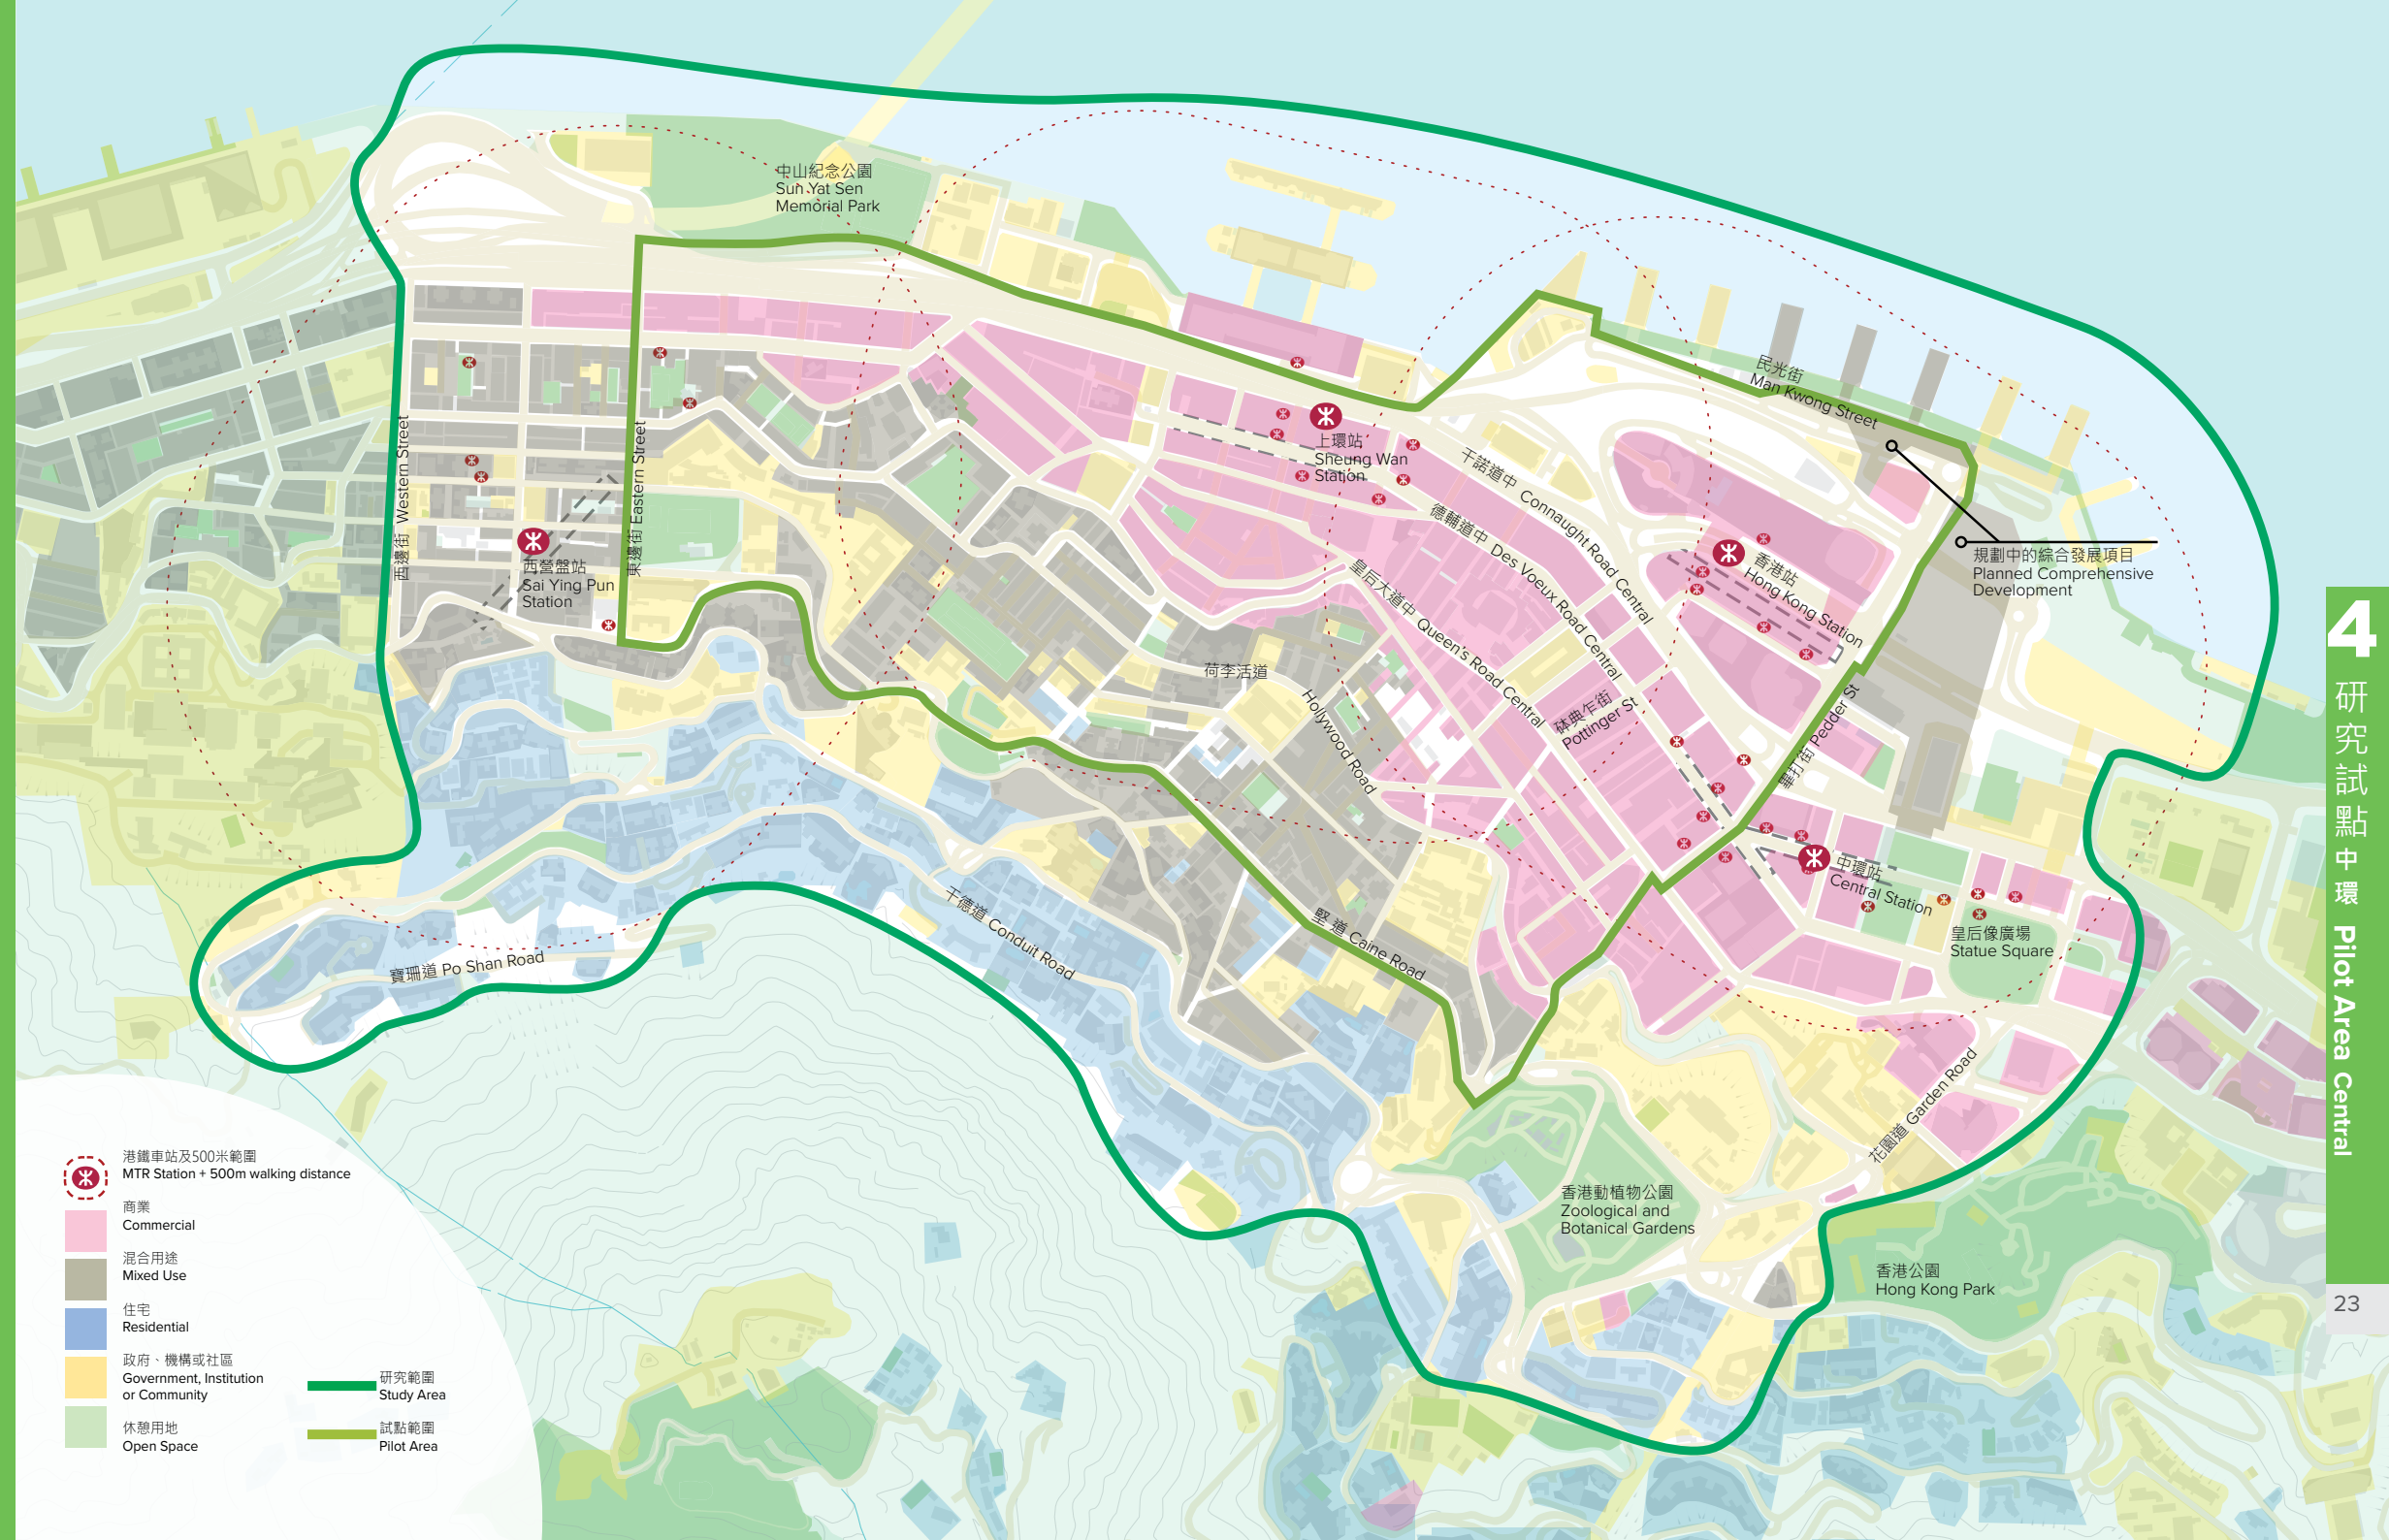 中山紀念公園
Sun Yat Sen
Memorial Park
民光街
Man Kwong Street
上環站
Sheung Wan
Station
干諾道中 Connaught Road Central
德輔道中 Des Voeux Road Central
皇后大道中 Queen's Road Central
西邊街 Western Street
東邊街 Eastern Street
西營盤站
Sai Ying Pun
Station
香港站
Hong Kong Station
規劃中的綜合發展項目
Planned Comprehensive
Development
荷李活道
Hollywood Road
砵典乍街
Pottinger St
畢打街 Pedder St
中環站
Central Station
皇后像廣場
Statue Square
干德道 Conduit Road
堅道 Caine Road
寶珊道 Po Shan Road
花園道 Garden Road
香港動植物公園
Zoological and
Botanical Gardens
香港公園
Hong Kong Park
港鐵車站及500米範圍
MTR Station + 500m walking distance
商業
Commercial
混合用途
Mixed Use
住宅
Residential
政府、機構或社區
Government, Institution
or Community
休憩用地
Open Space
研究範圍
Study Area
試點範圍
Pilot Area
4
研究試點中環 Pilot Area Central
23